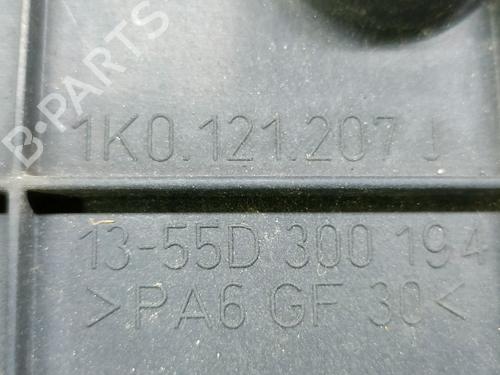 B-PARTS
1K0.121.207 J
13-55D 300 194
>PA6 GF 30<